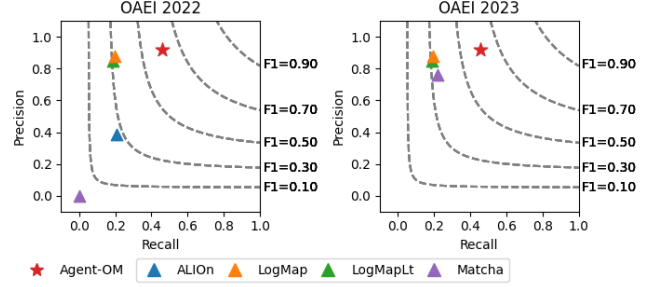 OAEI 2022
OAEI 2023
Precision
1.0
0.8
0.6
0.4
0.2
0.0
F1=0.90
F1=0.70
F1=0.50
F1=0.30
F1=0.10
0.0 0.2 0.4 0.6 0.8 1.0
Recall
Precision
1.0
0.8
0.6
0.4
0.2
0.0
F1=0.90
F1=0.70
F1=0.50
F1=0.30
F1=0.10
0.0 0.2 0.4 0.6 0.8 1.0
Recall
Agent-OM ALIOn LogMap LogMapLt Matcha